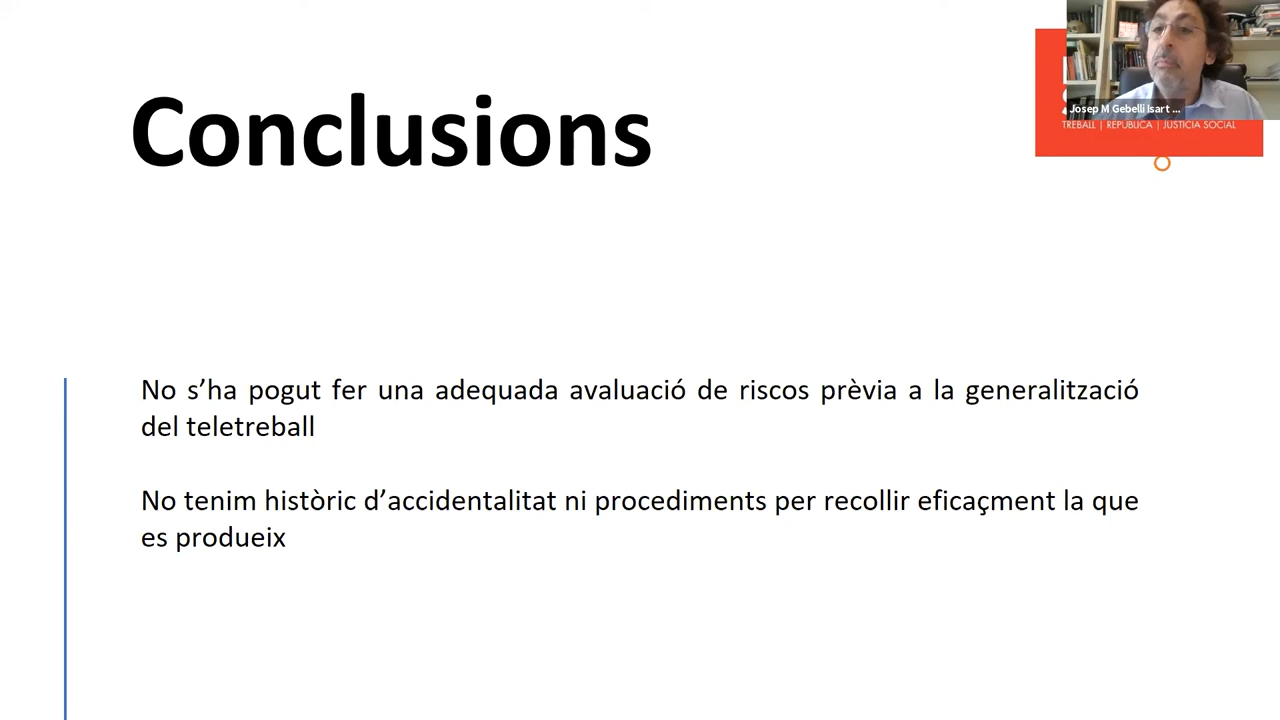 Conclusions
Josep M Gebelli Isart ...
TREBALL | REPÚBLICA | JUSTÍCIA SOCIAL
No s’ha pogut fer una adequada avaluació de riscos prèvia a la generalització
del teletreball
No tenim històric d’accidentalitat ni procediments per recollir eficaçment la que
es produeix